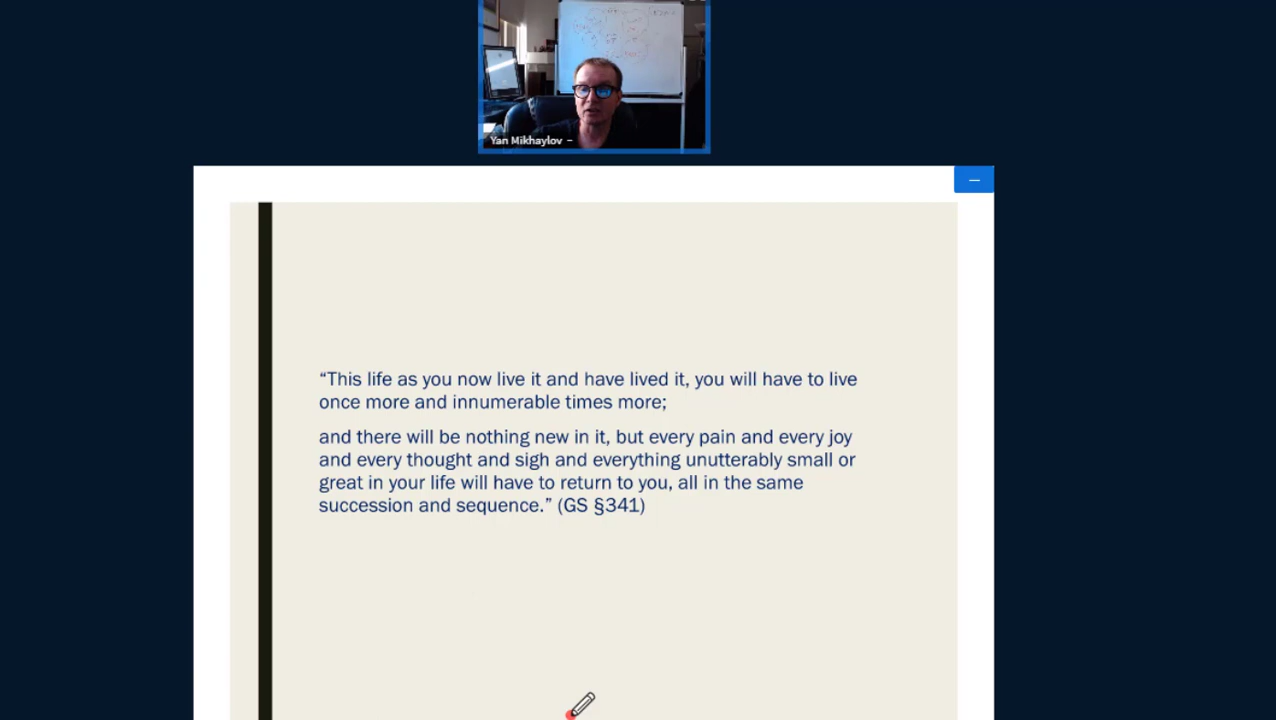 Yan Mikhaylov
“This life as you now live it and have lived it, you will have to live
once more and innumerable times more;
and there will be nothing new in it, but every pain and every joy
and every thought and sigh and everything unutterably small or
great in your life will have to return to you, all in the same
succession and sequence.” (GS §341)